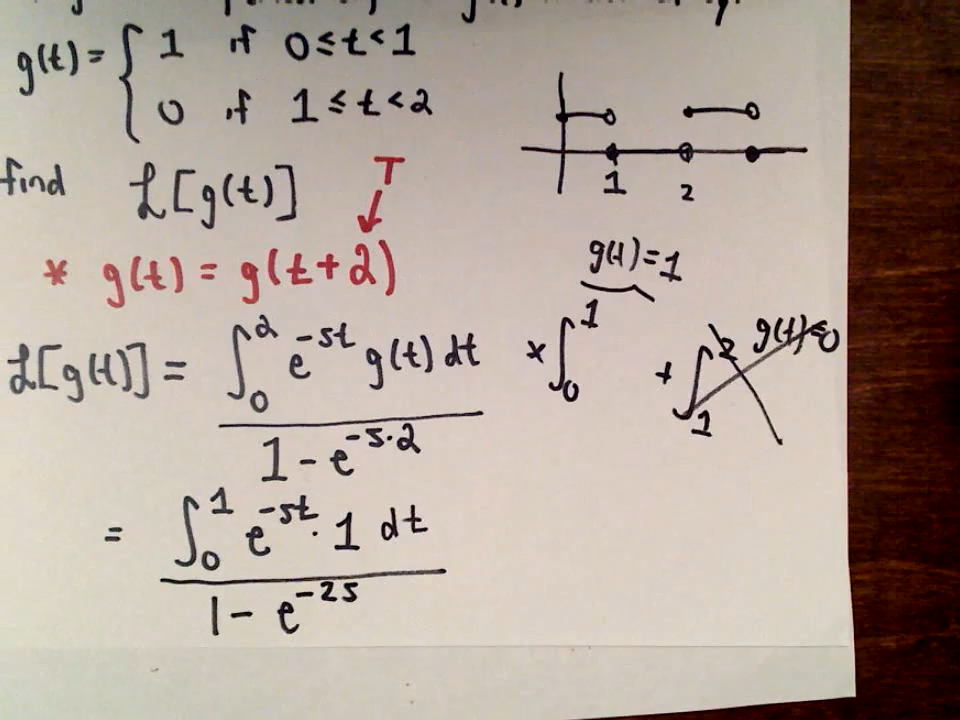 g(t) = { 1 if 0 ≤ t < 1
0 if 1 ≤ t < 2
1 2
find ℒ[g(t)] T
* g(t) = g(t+2)
g(t) = 1
ℒ[g(t)] = ∫₀² e^(-st) g(t) dt / (1 - e^(-s·2))
* ∫₀¹ + ∫₁² g(t)=0
= ∫₀¹ e^(-st) · 1 dt / (1 - e^(-2s))